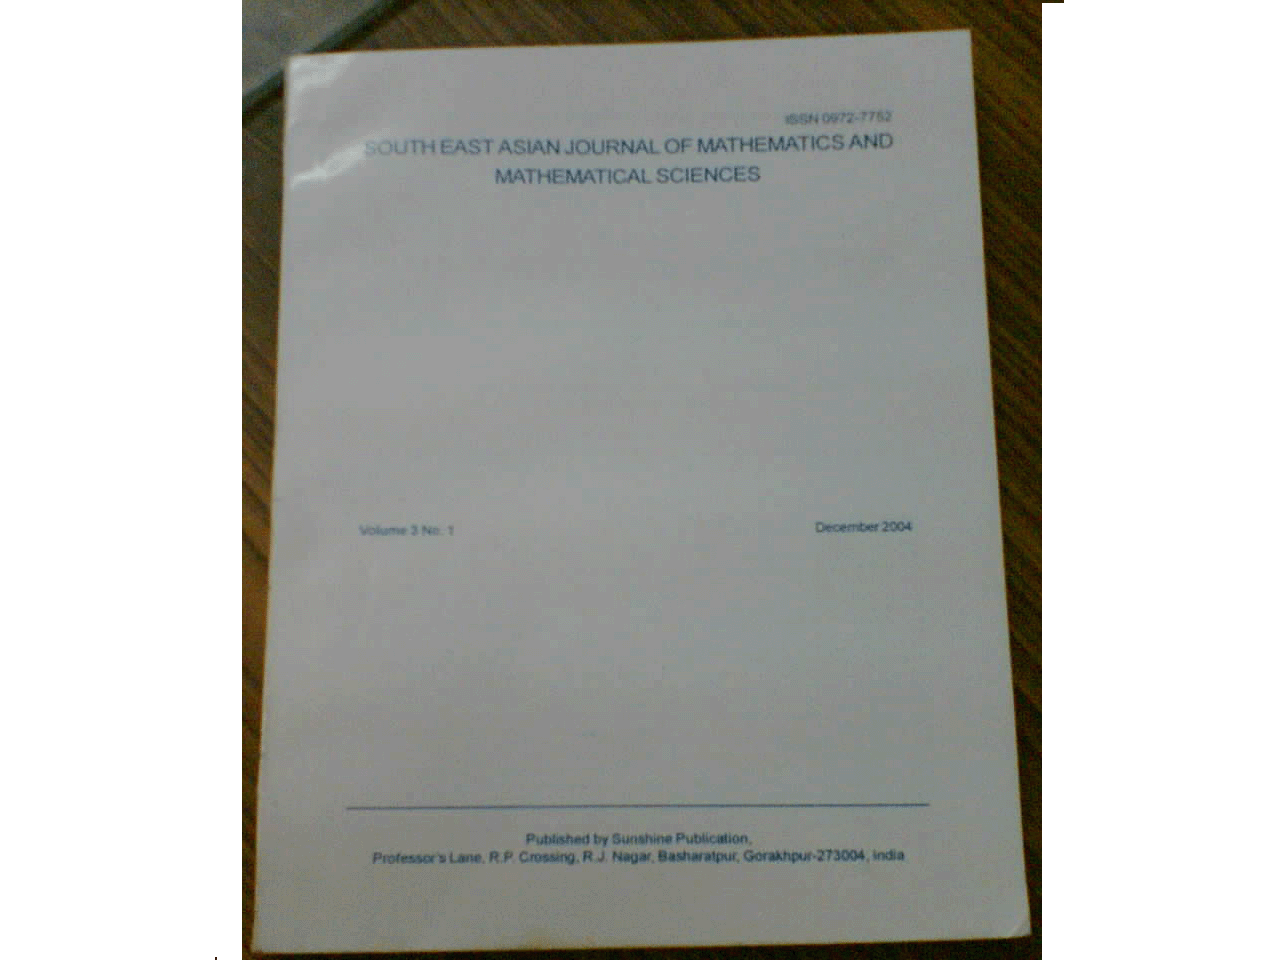 ISSN 0972-7752
SOUTH EAST ASIAN JOURNAL OF MATHEMATICS AND
MATHEMATICAL SCIENCES
Volume 3 No. 1 December 2004
Published by Sunshine Publication,
Professor's Lane, R.P. Crossing, R.J. Nagar, Basharatpur, Gorakhpur-273004, India